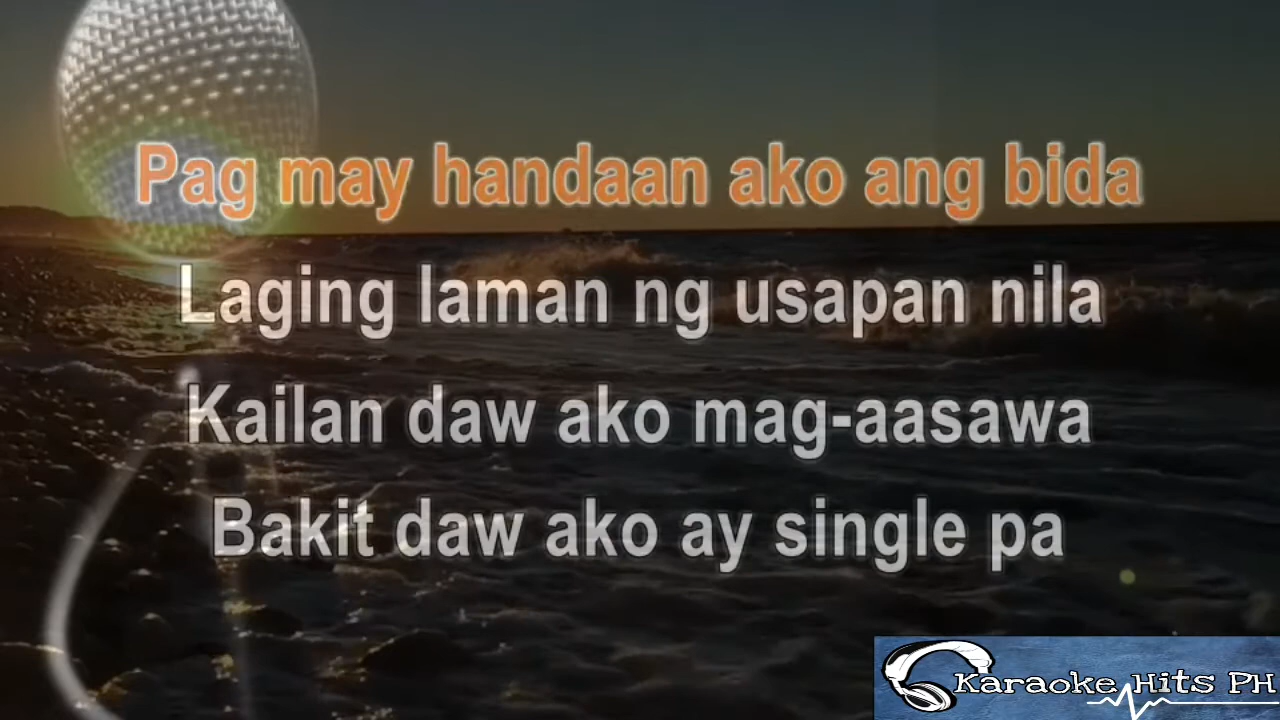 Pag may handaan ako ang bida
Laging laman ng usapan nila
Kailan daw ako mag-aasawa
Bakit daw ako ay single pa
Karaoke Hits PH